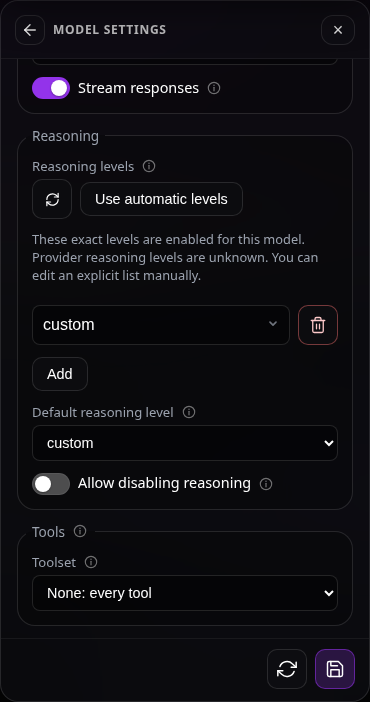 MODEL SETTINGS
Stream responses
Reasoning
Reasoning levels
Use automatic levels
These exact levels are enabled for this model.
Provider reasoning levels are unknown. You can
edit an explicit list manually.
custom
Add
Default reasoning level
custom
Allow disabling reasoning
Tools
Toolset
None: every tool